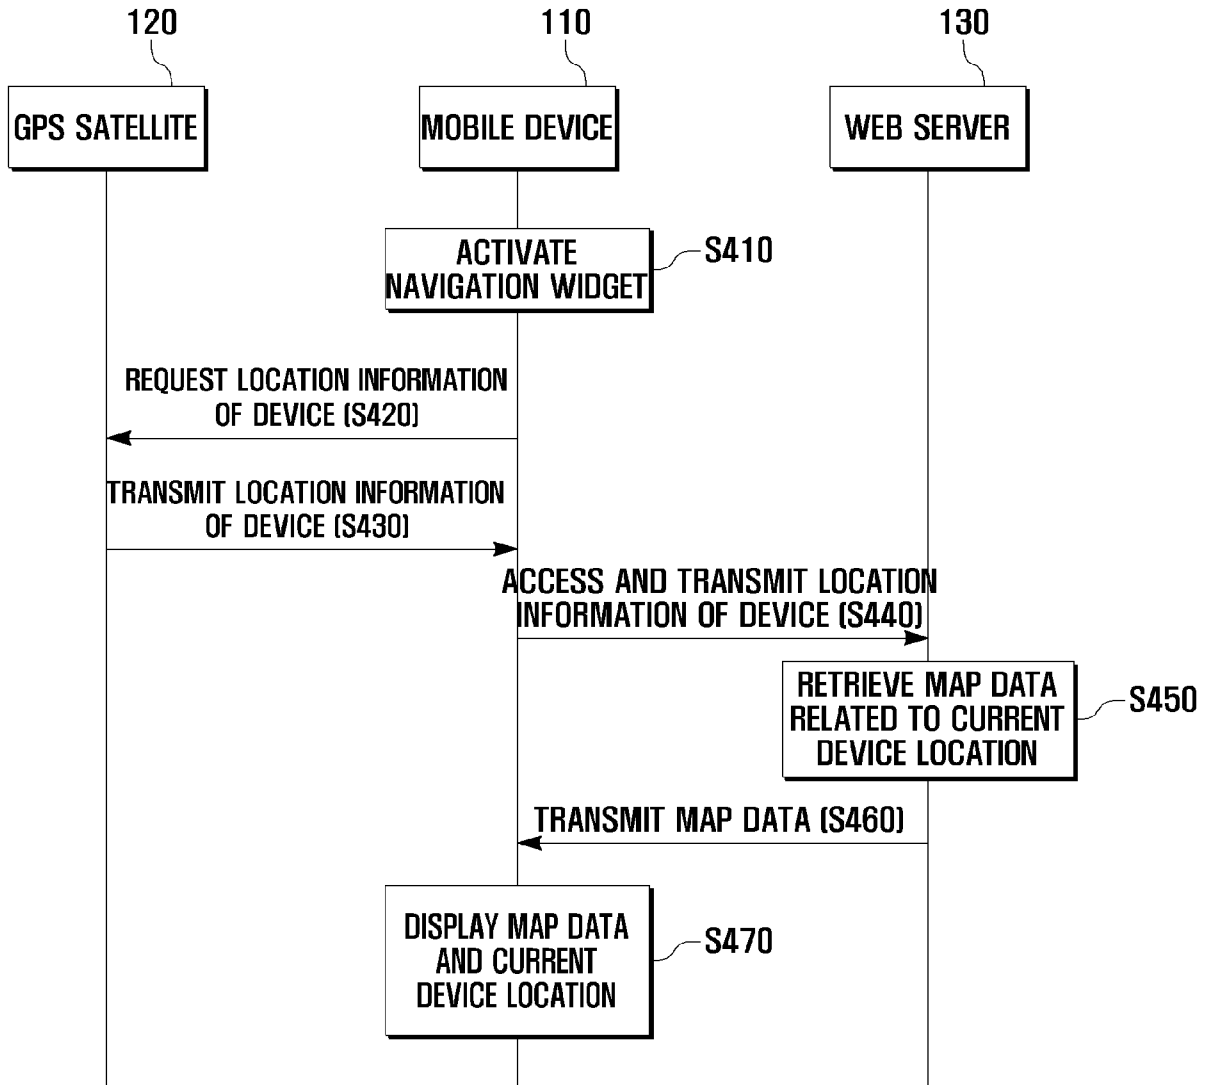 120
110
130
GPS SATELLITE
MOBILE DEVICE
WEB SERVER
ACTIVATE
NAVIGATION WIDGET
S410
REQUEST LOCATION INFORMATION
OF DEVICE (S420)
TRANSMIT LOCATION INFORMATION
OF DEVICE (S430)
ACCESS AND TRANSMIT LOCATION
INFORMATION OF DEVICE (S440)
RETRIEVE MAP DATA
RELATED TO CURRENT
DEVICE LOCATION
S450
TRANSMIT MAP DATA (S460)
DISPLAY MAP DATA
AND CURRENT
DEVICE LOCATION
S470